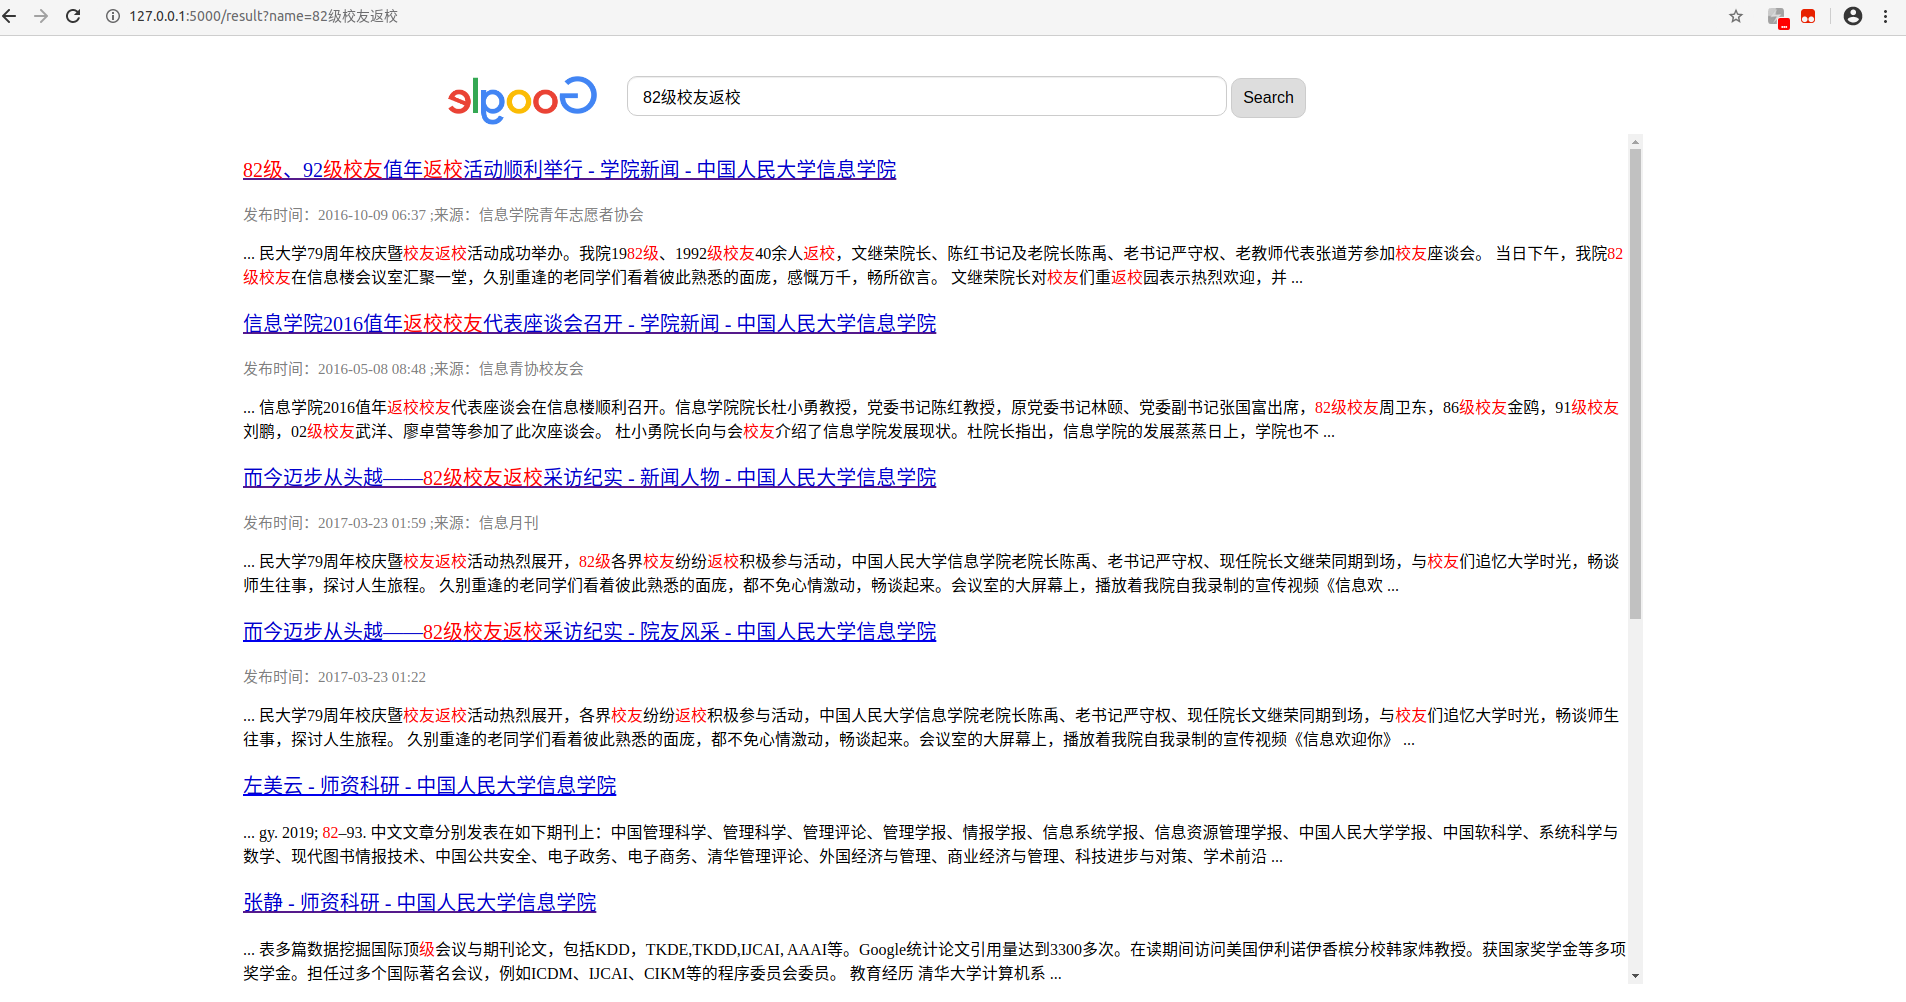 127.0.0.1:5000/result?name=82级校友返校
Google
82级校友返校
Search
82级、92级校友值年返校活动顺利举行 - 学院新闻 - 中国人民大学信息学院
发布时间：2016-10-09 06:37 ;来源：信息学院青年志愿者协会
... 民大学79周年校庆暨校友返校活动成功举办。我院1982级、1992级校友40余人返校，文继荣院长、陈红书记及老院长陈禹、老书记严守权、老教师代表张道芳参加校友座谈会。 当日下午，我院82
级校友在信息楼会议室汇聚一堂，久别重逢的老同学们看着彼此熟悉的面庞，感慨万千，畅所欲言。 文继荣院长对校友们重返校园表示热烈欢迎，并 ...
信息学院2016值年返校校友代表座谈会召开 - 学院新闻 - 中国人民大学信息学院
发布时间：2016-05-08 08:48 ;来源：信息青协校友会
... 信息学院2016值年返校校友代表座谈会在信息楼顺利召开。信息学院院长杜小勇教授，党委书记陈红教授，原党委书记林颐、党委副书记张国富出席，82级校友周卫东，86级校友金鸥，91级校友
刘鹏，02级校友武洋、廖卓营等参加了此次座谈会。 杜小勇院长向与会校友介绍了信息学院发展现状。杜院长指出，信息学院的发展蒸蒸日上，学院也不 ...
而今迈步从头越——82级校友返校采访纪实 - 新闻人物 - 中国人民大学信息学院
发布时间：2017-03-23 01:59 ;来源：信息月刊
... 民大学79周年校庆暨校友返校活动热烈展开，82级各界校友纷纷返校积极参与活动，中国人民大学信息学院老院长陈禹、老书记严守权、现任院长文继荣同期到场，与校友们追忆大学时光，畅谈
师生往事，探讨人生旅程。 久别重逢的老同学们看着彼此熟悉的面庞，都不免心情激动，畅谈起来。会议室的大屏幕上，播放着我院自我录制的宣传视频《信息欢 ...
而今迈步从头越——82级校友返校采访纪实 - 院友风采 - 中国人民大学信息学院
发布时间：2017-03-23 01:22
... 民大学79周年校庆暨校友返校活动热烈展开，各界校友纷纷返校积极参与活动，中国人民大学信息学院老院长陈禹、老书记严守权、现任院长文继荣同期到场，与校友们追忆大学时光，畅谈师生
往事，探讨人生旅程。 久别重逢的老同学们看着彼此熟悉的面庞，都不免心情激动，畅谈起来。会议室的大屏幕上，播放着我院自我录制的宣传视频《信息欢迎你》 ...
左美云 - 师资科研 - 中国人民大学信息学院
... gy. 2019; 82–93. 中文文章分别发表在如下期刊上：中国管理科学、管理科学、管理评论、管理学报、情报学报、信息系统学报、信息资源管理学报、中国人民大学学报、中国软科学、系统科学与
数学、现代图书情报技术、中国公共安全、电子政务、电子商务、清华管理评论、外国经济与管理、商业经济与管理、科技进步与对策、学术前沿 ...
张静 - 师资科研 - 中国人民大学信息学院
... 表多篇数据挖掘国际顶级会议与期刊论文，包括KDD，TKDE,TKDD,IJCAI, AAAI等。Google统计论文引用量达到3300多次。在读期间访问美国伊利诺伊香槟分校韩家炜教授。获国家奖学金等多项
奖学金。担任过多个国际著名会议，例如ICDM、IJCAI、CIKM等的程序委员会委员。 教育经历 清华大学计算机系 ...